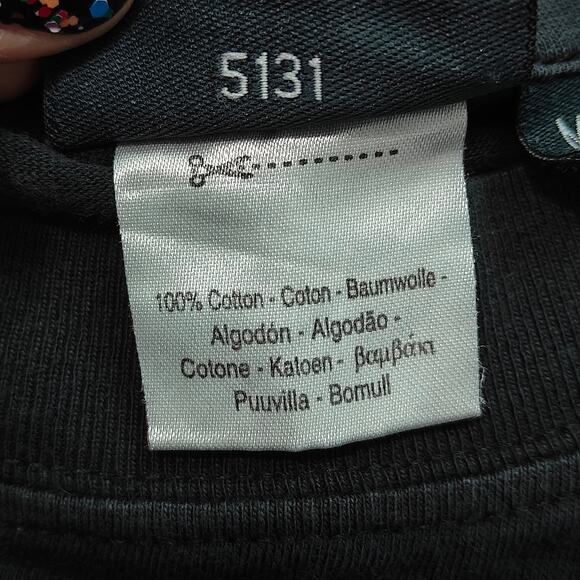 5131
100% Cotton - Coton - Baumwolle -
Algodón - Algodão -
Cotone - Katoen - βαμβάκι
Puuvilla - Bomull